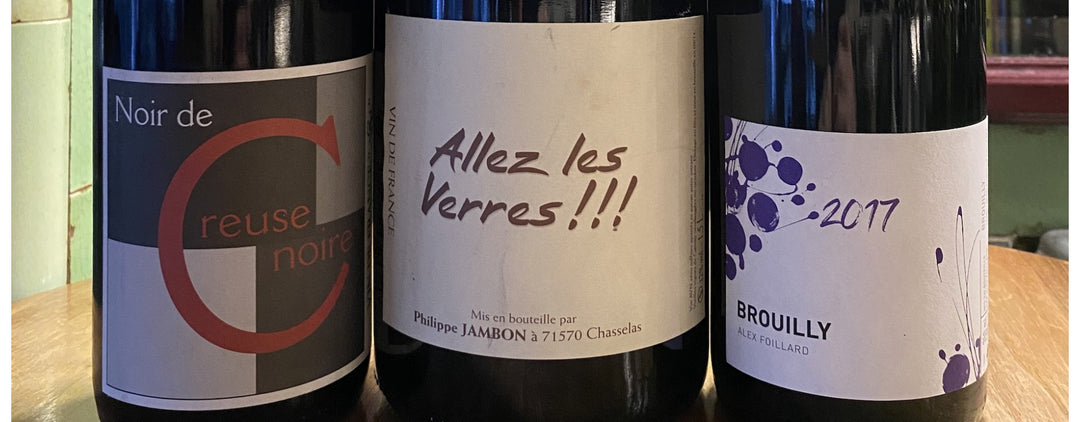 Noir de
Creuse
noire
VIN DE FRANCE
Allez les
Verres!!!
Mis en bouteille par
Philippe JAMBON à 71570 Chasselas
2017
BROUILLY
ALEX FOILLARD